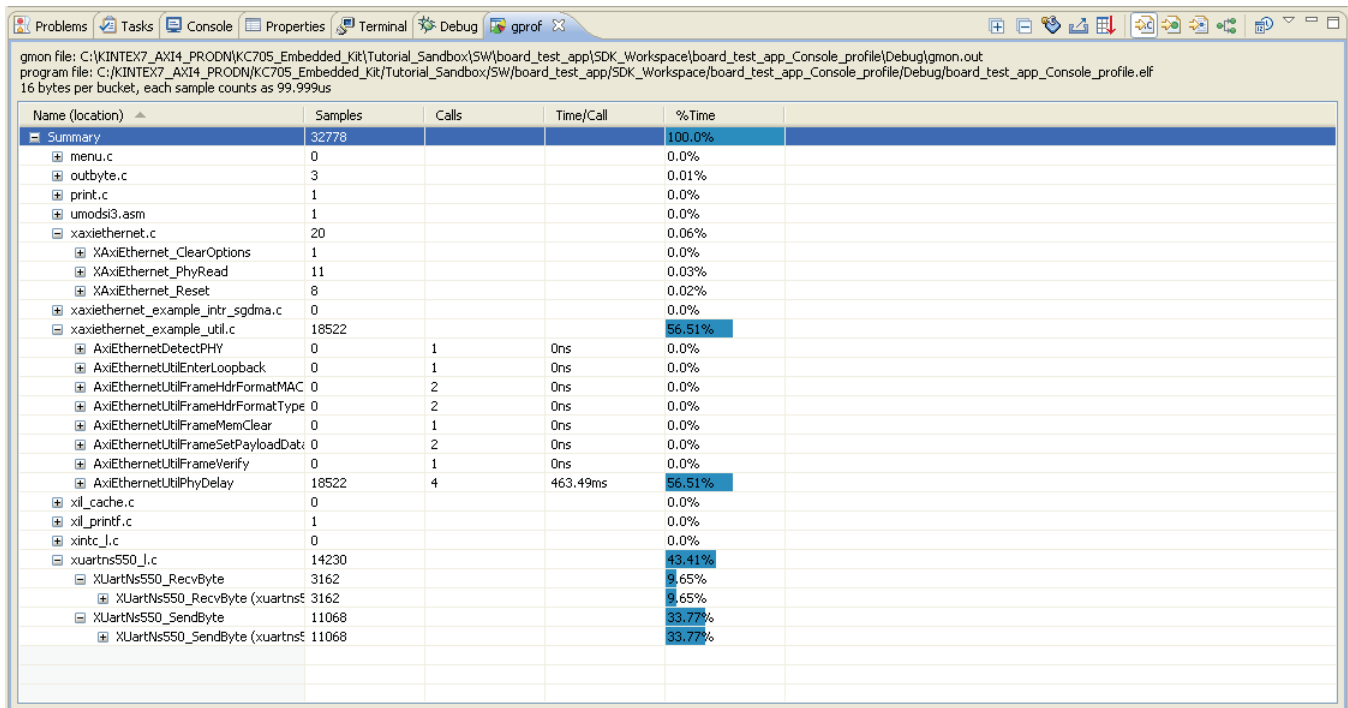 Problems Tasks Console Properties Terminal Debug gprof
gmon file: C:\KINTEX7_AXI4_PRODN\KC705_Embedded_Kit\Tutorial_Sandbox\SW\board_test_app\SDK_Workspace\board_test_app_Console_profile\Debug\gmon.out
program file: C:/KINTEX7_AXI4_PRODN/KC705_Embedded_Kit/Tutorial_Sandbox/SW/board_test_app/SDK_Workspace/board_test_app_Console_profile/Debug/board_test_app_Console_profile.elf
16 bytes per bucket, each sample counts as 99.999us
Name (location) Samples Calls Time/Call %Time
Summary 32778 100.0%
menu.c 0 0.0%
outbyte.c 3 0.01%
print.c 1 0.0%
umodsi3.asm 1 0.0%
xaxiethernet.c 20 0.06%
XAxiEthernet_ClearOptions 1 0.0%
XAxiEthernet_PhyRead 11 0.03%
XAxiEthernet_Reset 8 0.02%
xaxiethernet_example_intr_sgdma.c 0 0.0%
xaxiethernet_example_util.c 18522 56.51%
AxiEthernetDetectPHY 0 1 0ns 0.0%
AxiEthernetUtilEnterLoopback 0 1 0ns 0.0%
AxiEthernetUtilFrameHdrFormatMAC 0 2 0ns 0.0%
AxiEthernetUtilFrameHdrFormatType 0 2 0ns 0.0%
AxiEthernetUtilFrameMemClear 0 1 0ns 0.0%
AxiEthernetUtilFrameSetPayloadData 0 2 0ns 0.0%
AxiEthernetUtilFrameVerify 0 1 0ns 0.0%
AxiEthernetUtilPhyDelay 18522 4 463.49ms 56.51%
xil_cache.c 0 0.0%
xil_printf.c 1 0.0%
xintc_l.c 0 0.0%
xuartns550_l.c 14230 43.41%
XUartNs550_RecvByte 3162 9.65%
XUartNs550_RecvByte (xuartns5 3162 9.65%
XUartNs550_SendByte 11068 33.77%
XUartNs550_SendByte (xuartns5 11068 33.77%